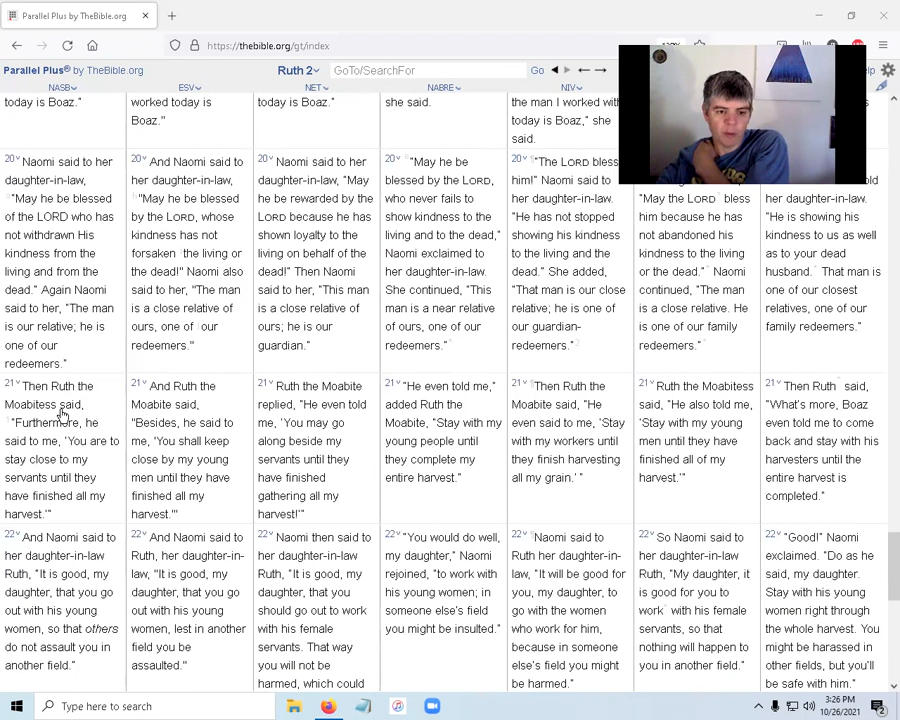 Parallel Plus by TheBible.org
https://thebible.org/gt/index
Parallel Plus® by TheBible.org
Ruth 2
GoTo/SearchFor
Go
NASB
ESV
NET
NABRE
NIV
today is Boaz."
worked today is
Boaz."
today is Boaz."
she said.
the man I worked with
today is Boaz," she
said.
20v Naomi said to her
daughter-in-law,
"May he be blessed
of the LORD who has
not withdrawn His
kindness from the
living and from the
dead." Again Naomi
said to her, "The man
is our relative; he is
one of our
redeemers."
20v And Naomi said to
her daughter-in-law,
"May he be blessed
by the LORD, whose
kindness has not
forsaken the living or
the dead!" Naomi also
said to her, "The man
is a close relative of
ours, one of our
redeemers."
20v Naomi said to her
daughter-in-law, "May
he be rewarded by the
LORD because he has
shown loyalty to the
living on behalf of the
dead!" Then Naomi
said to her, "This man
is a close relative of
ours; he is our
guardian."
20v "May he be
blessed by the LORD,
who never fails to
show kindness to the
living and to the dead,"
Naomi exclaimed to
her daughter-in-law.
She continued, "This
man is a near relative
of ours, one of our
redeemers."
20v "The LORD bless
him!" Naomi said to
her daughter-in-law.
"He has not stopped
showing his kindness
to the living and the
dead." She added,
"That man is our close
relative; he is one of
our guardian-
redeemers."
"May the LORD bless
him because he has
not abandoned his
kindness to the living
or the dead." Naomi
continued, "The man
is a close relative. He
is one of our family
redeemers."
told
her daughter-in-law.
"He is showing his
kindness to us as well
as to your dead
husband. That man is
one of our closest
relatives, one of our
family redeemers."
21v Then Ruth the
Moabitess said,
"Furthermore, he
said to me, 'You are to
stay close to my
servants until they
have finished all my
harvest.'"
21v And Ruth the
Moabite said,
"Besides, he said to
me, 'You shall keep
close by my young
men until they have
finished all my
harvest.'"
21v Ruth the Moabite
replied, "He even told
me, 'You may go
along beside my
servants until they
have finished
gathering all my
harvest!'"
21v "He even told me,"
added Ruth the
Moabite, "Stay with my
young people until
they complete my
entire harvest."
21v Then Ruth the
Moabite said, "He
even said to me, 'Stay
with my workers until
they finish harvesting
all my grain.' "
21v Ruth the Moabitess
said, "He also told me,
'Stay with my young
men until they have
finished all of my
harvest.'"
21v Then Ruth said,
"What's more, Boaz
even told me to come
back and stay with his
harvesters until the
entire harvest is
completed."
22v And Naomi said to
her daughter-in-law
Ruth, "It is good, my
daughter, that you go
out with his young
women, so that others
do not assault you in
another field."
22v And Naomi said to
Ruth, her daughter-in-
law, "It is good, my
daughter, that you go
out with his young
women, lest in another
field you be
assaulted."
22v Naomi then said to
her daughter-in-law
Ruth, "It is good, my
daughter, that you
should go out to work
with his female
servants. That way
you will not be
harmed, which could
22v "You would do well,
my daughter," Naomi
rejoined, "to work with
his young women; in
someone else's field
you might be insulted."
22v Naomi said to
Ruth her daughter-in-
law, "It will be good for
you, my daughter, to
go with the women
who work for him,
because in someone
else's field you might
be harmed."
22v So Naomi said to
her daughter-in-law
Ruth, "My daughter, it
is good for you to
work with his female
servants, so that
nothing will happen to
you in another field."
22v "Good!" Naomi
exclaimed. "Do as he
said, my daughter.
Stay with his young
women right through
the whole harvest. You
might be harassed in
other fields, but you'll
be safe with him."
Type here to search
3:26 PM
10/26/2021
2